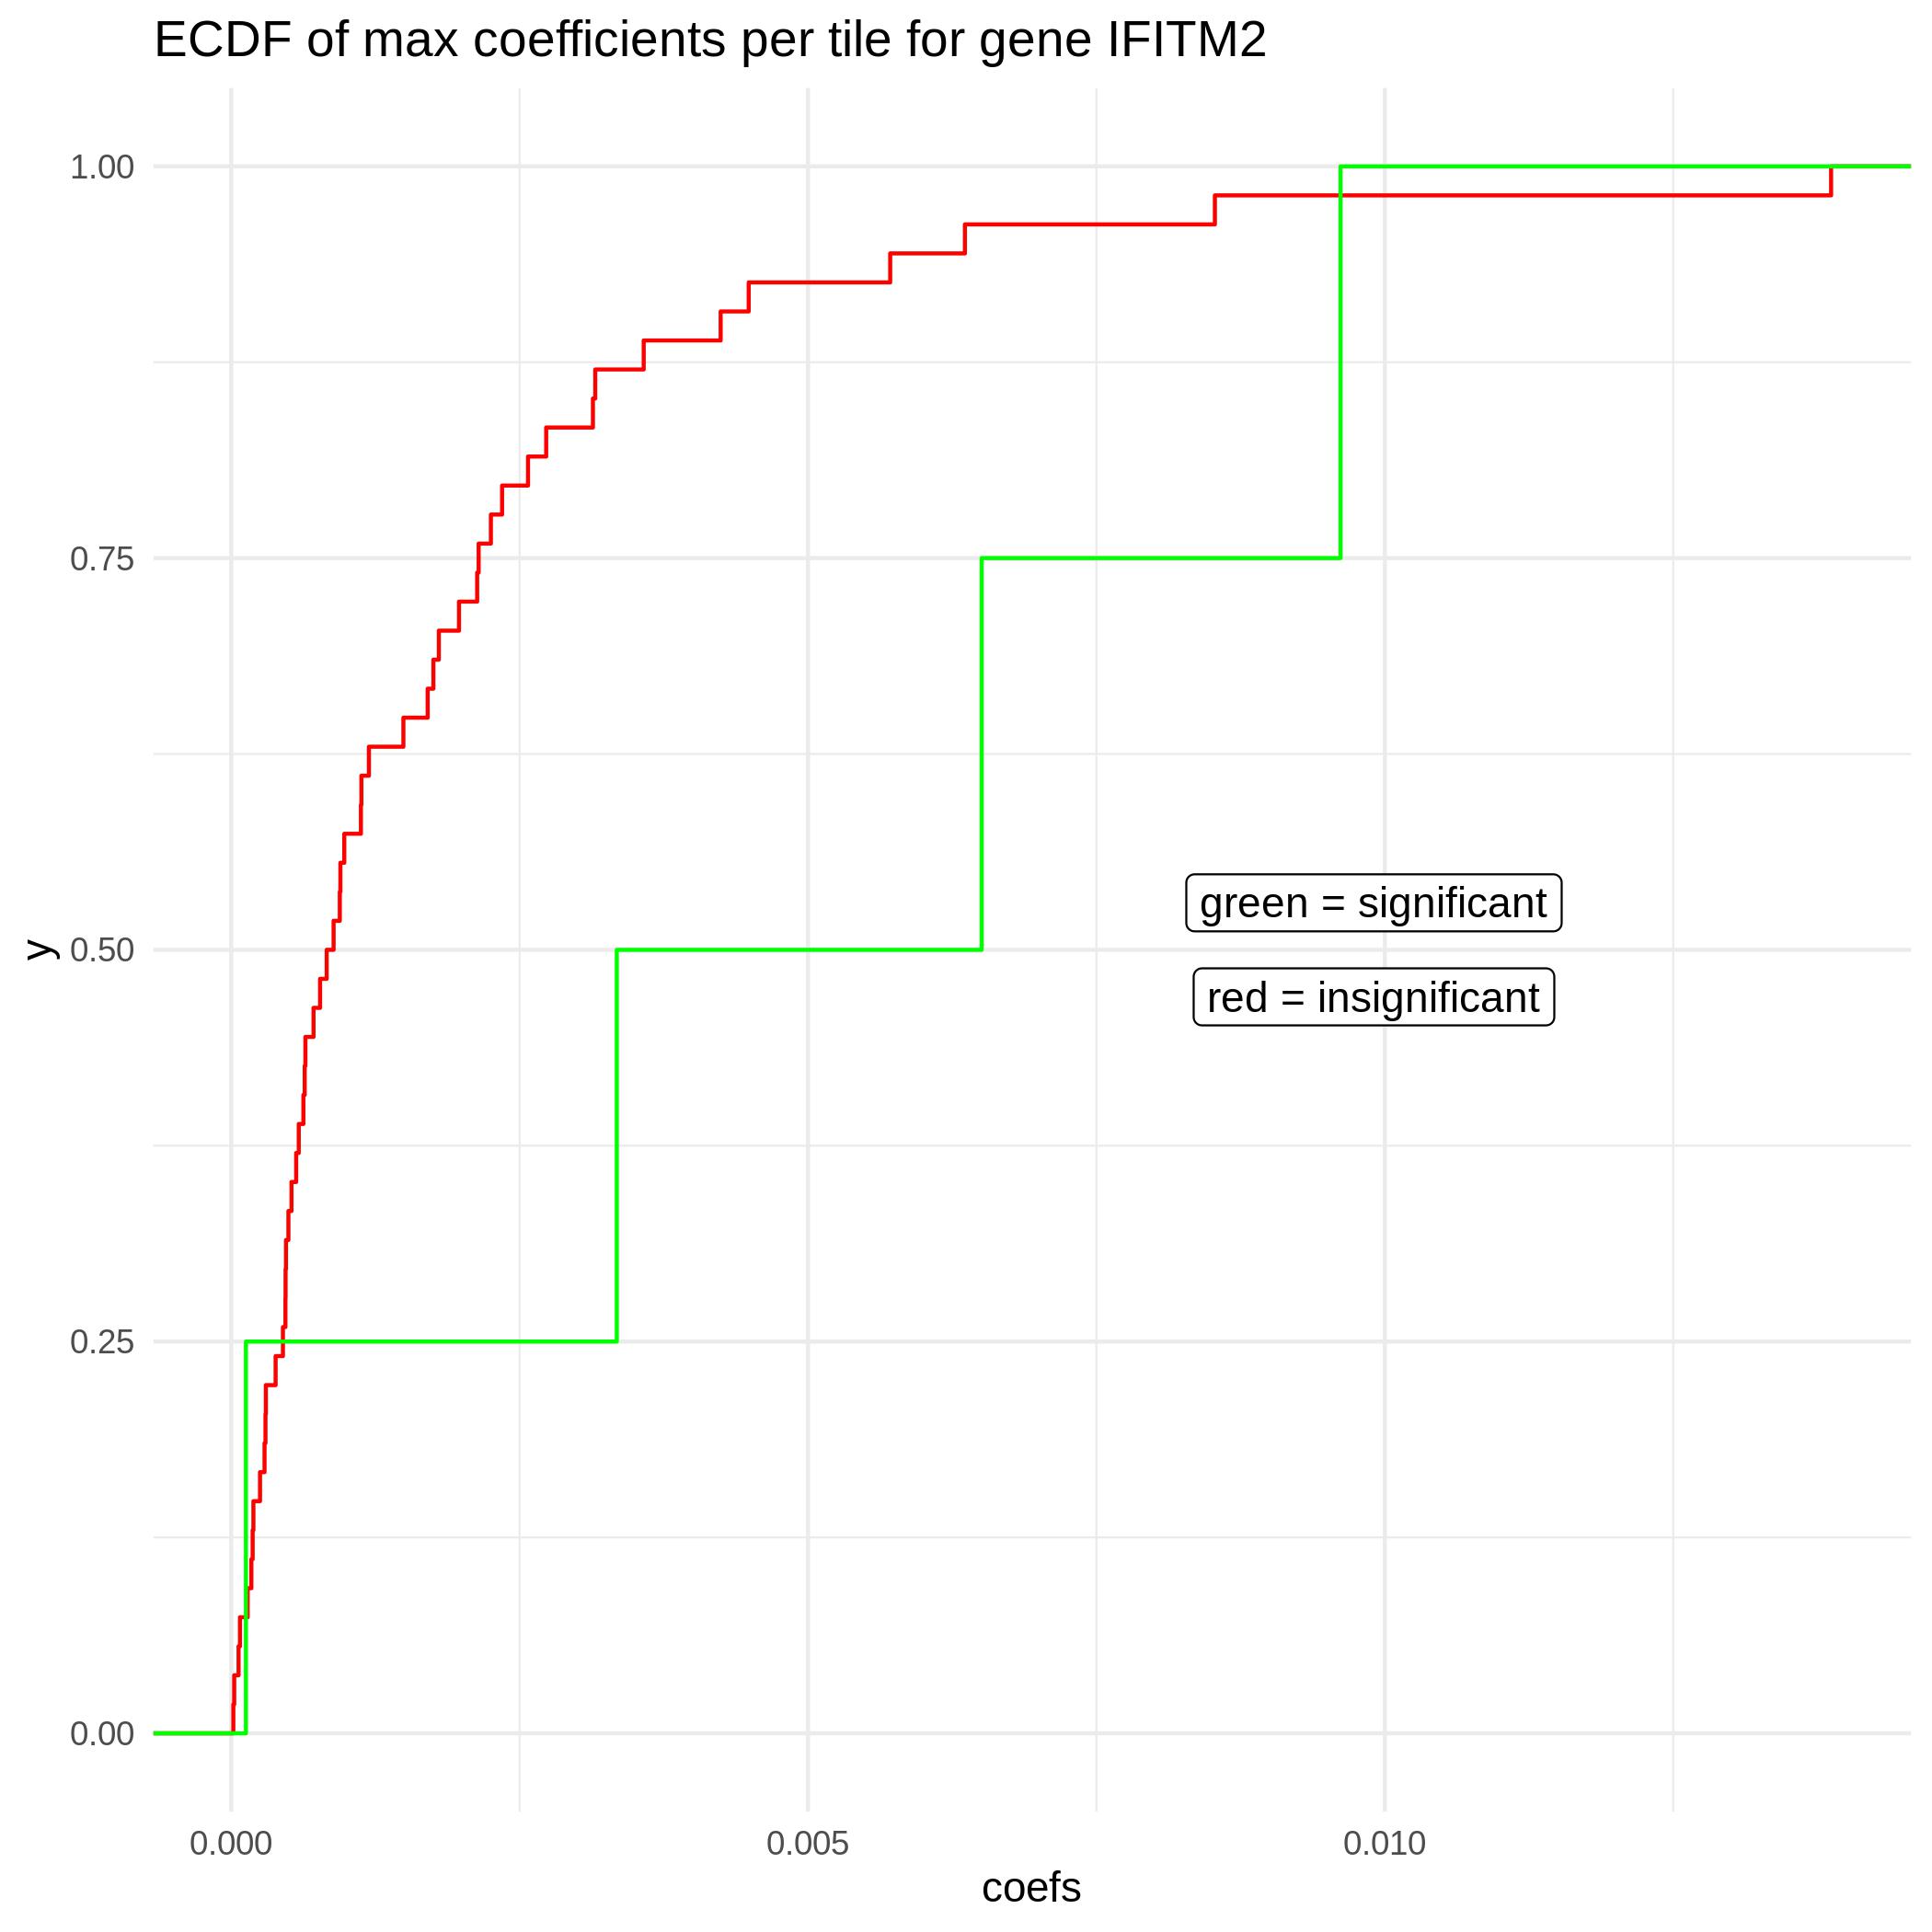 ECDF of max coefficients per tile for gene IFITM2
1.00
0.75
0.50
0.25
0.00
y
green = significant
red = insignificant
0.000 0.005 0.010
coefs